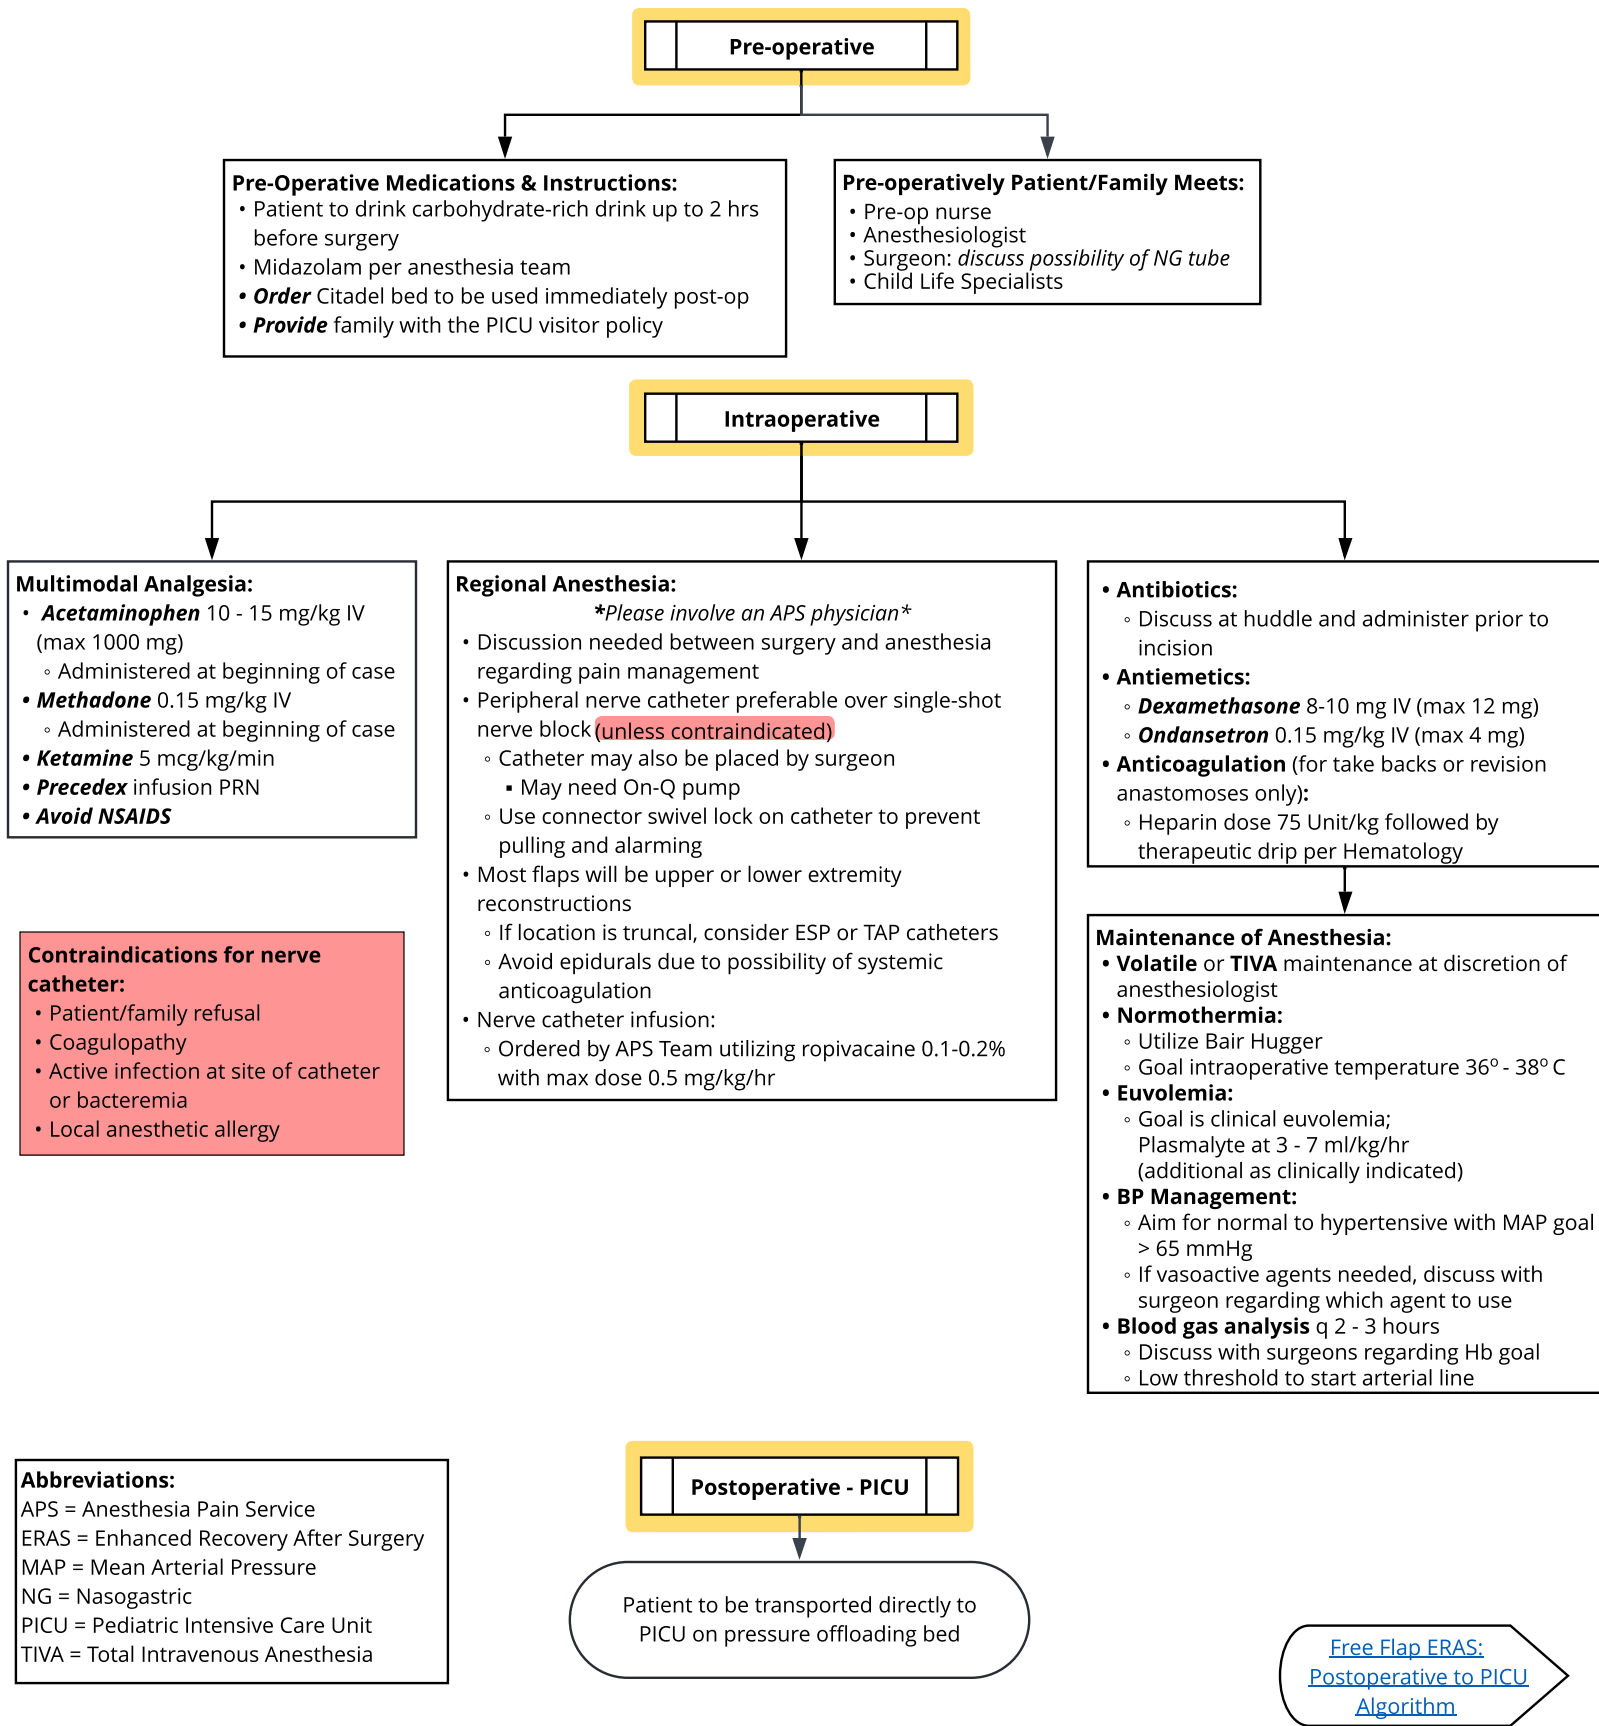 Pre-operative
Pre-Operative Medications & Instructions:
• Patient to drink carbohydrate-rich drink up to 2 hrs
before surgery
• Midazolam per anesthesia team
• Order Citadel bed to be used immediately post-op
• Provide family with the PICU visitor policy
Pre-operatively Patient/Family Meets:
• Pre-op nurse
• Anesthesiologist
• Surgeon: discuss possibility of NG tube
• Child Life Specialists
Intraoperative
Multimodal Analgesia:
• Acetaminophen 10 - 15 mg/kg IV
(max 1000 mg)
◦ Administered at beginning of case
• Methadone 0.15 mg/kg IV
◦ Administered at beginning of case
• Ketamine 5 mcg/kg/min
• Precedex infusion PRN
• Avoid NSAIDS
Contraindications for nerve
catheter:
• Patient/family refusal
• Coagulopathy
• Active infection at site of catheter
or bacteremia
• Local anesthetic allergy
Regional Anesthesia:
*Please involve an APS physician*
• Discussion needed between surgery and anesthesia
regarding pain management
• Peripheral nerve catheter preferable over single-shot
nerve block (unless contraindicated)
◦ Catheter may also be placed by surgeon
▪ May need On-Q pump
◦ Use connector swivel lock on catheter to prevent
pulling and alarming
• Most flaps will be upper or lower extremity
reconstructions
◦ If location is truncal, consider ESP or TAP catheters
◦ Avoid epidurals due to possibility of systemic
anticoagulation
• Nerve catheter infusion:
◦ Ordered by APS Team utilizing ropivacaine 0.1-0.2%
with max dose 0.5 mg/kg/hr
• Antibiotics:
◦ Discuss at huddle and administer prior to
incision
• Antiemetics:
◦ Dexamethasone 8-10 mg IV (max 12 mg)
◦ Ondansetron 0.15 mg/kg IV (max 4 mg)
• Anticoagulation (for take backs or revision
anastomoses only):
◦ Heparin dose 75 Unit/kg followed by
therapeutic drip per Hematology
Maintenance of Anesthesia:
• Volatile or TIVA maintenance at discretion of
anesthesiologist
• Normothermia:
◦ Utilize Bair Hugger
◦ Goal intraoperative temperature 36º - 38º C
• Euvolemia:
◦ Goal is clinical euvolemia;
Plasmalyte at 3 - 7 ml/kg/hr
(additional as clinically indicated)
• BP Management:
◦ Aim for normal to hypertensive with MAP goal
> 65 mmHg
◦ If vasoactive agents needed, discuss with
surgeon regarding which agent to use
• Blood gas analysis q 2 - 3 hours
◦ Discuss with surgeons regarding Hb goal
◦ Low threshold to start arterial line
Abbreviations:
APS = Anesthesia Pain Service
ERAS = Enhanced Recovery After Surgery
MAP = Mean Arterial Pressure
NG = Nasogastric
PICU = Pediatric Intensive Care Unit
TIVA = Total Intravenous Anesthesia
Postoperative - PICU
Patient to be transported directly to
PICU on pressure offloading bed
Free Flap ERAS:
Postoperative to PICU
Algorithm